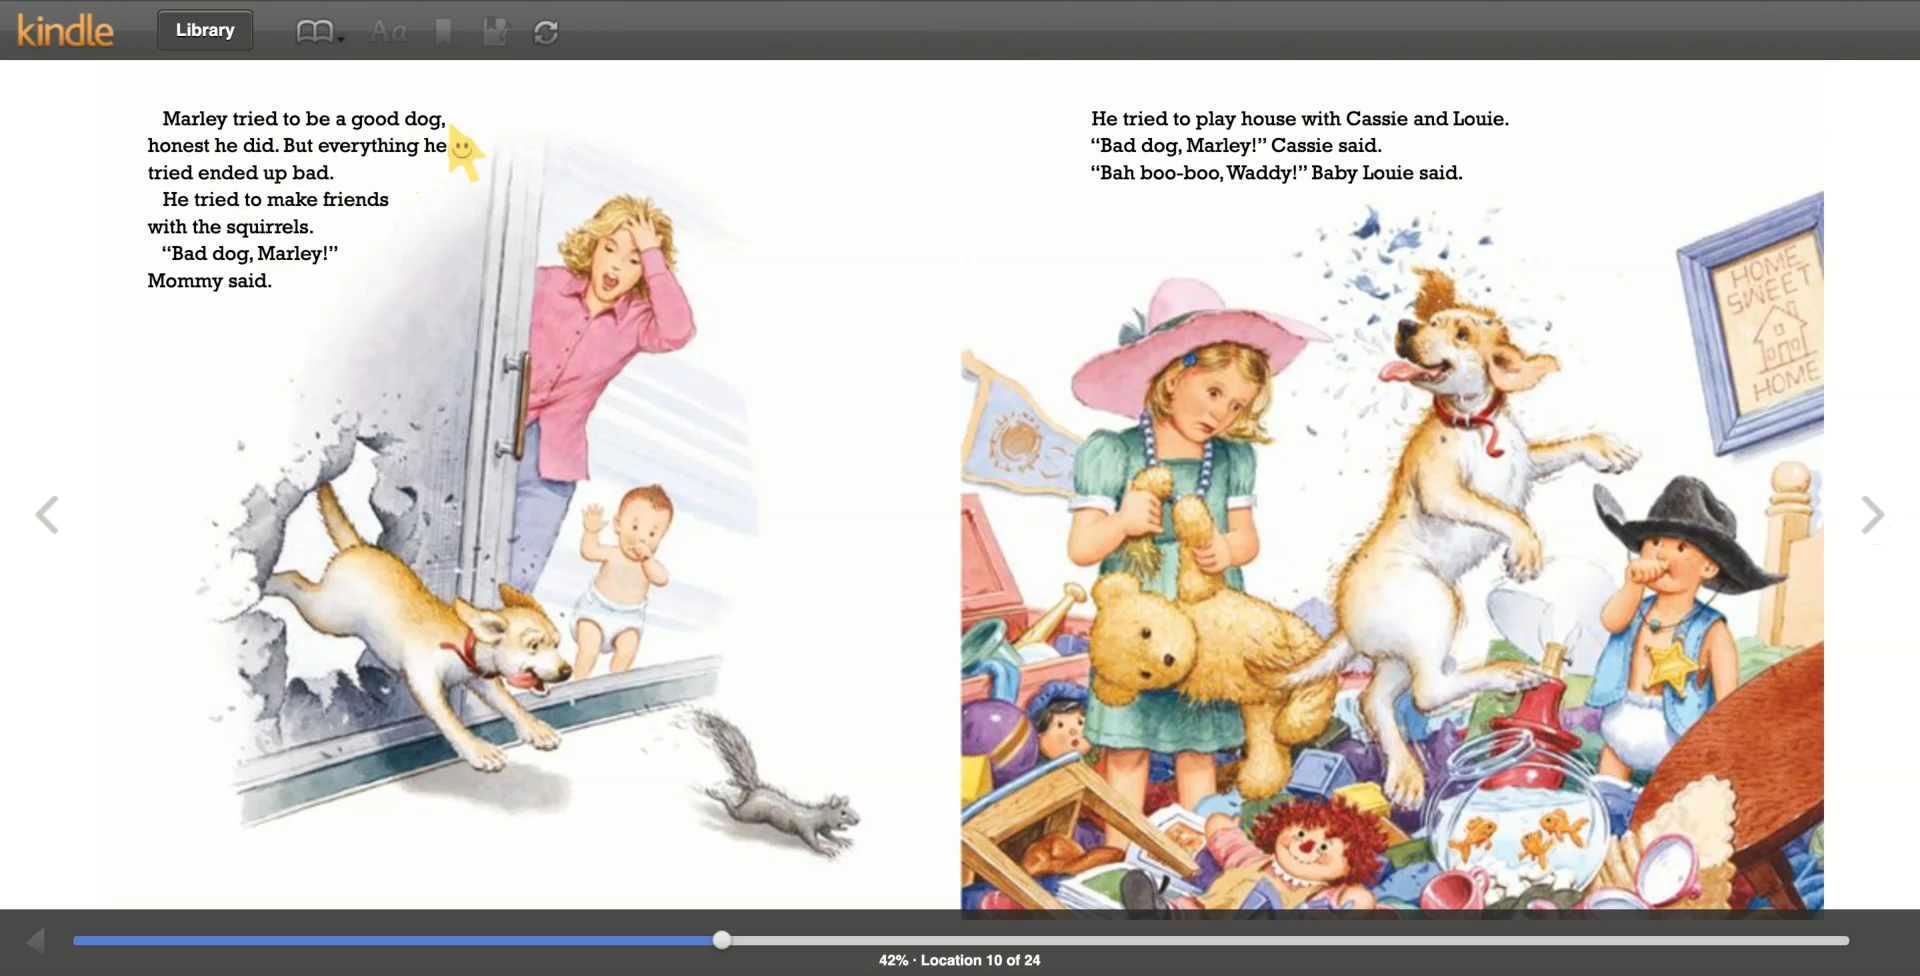 kindle
Library
Aa
Marley tried to be a good dog,
honest he did. But everything he
tried ended up bad.
He tried to make friends
with the squirrels.
“Bad dog, Marley!”
Mommy said.
He tried to play house with Cassie and Louie.
“Bad dog, Marley!” Cassie said.
“Bah boo-boo, Waddy!” Baby Louie said.
HOME
SWEET
HOME
42% · Location 10 of 24